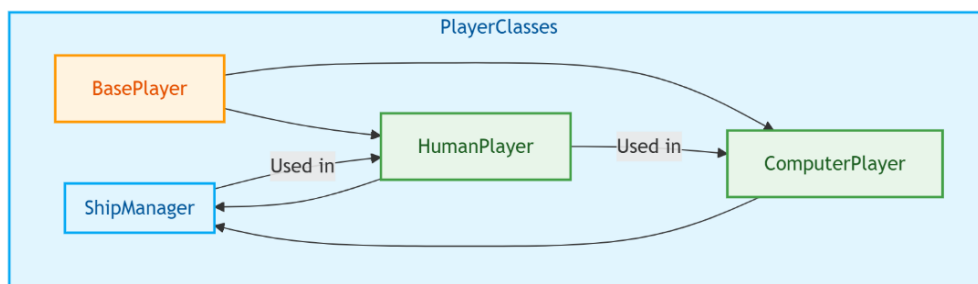 PlayerClasses
BasePlayer
HumanPlayer
Used in
Used in
ComputerPlayer
ShipManager